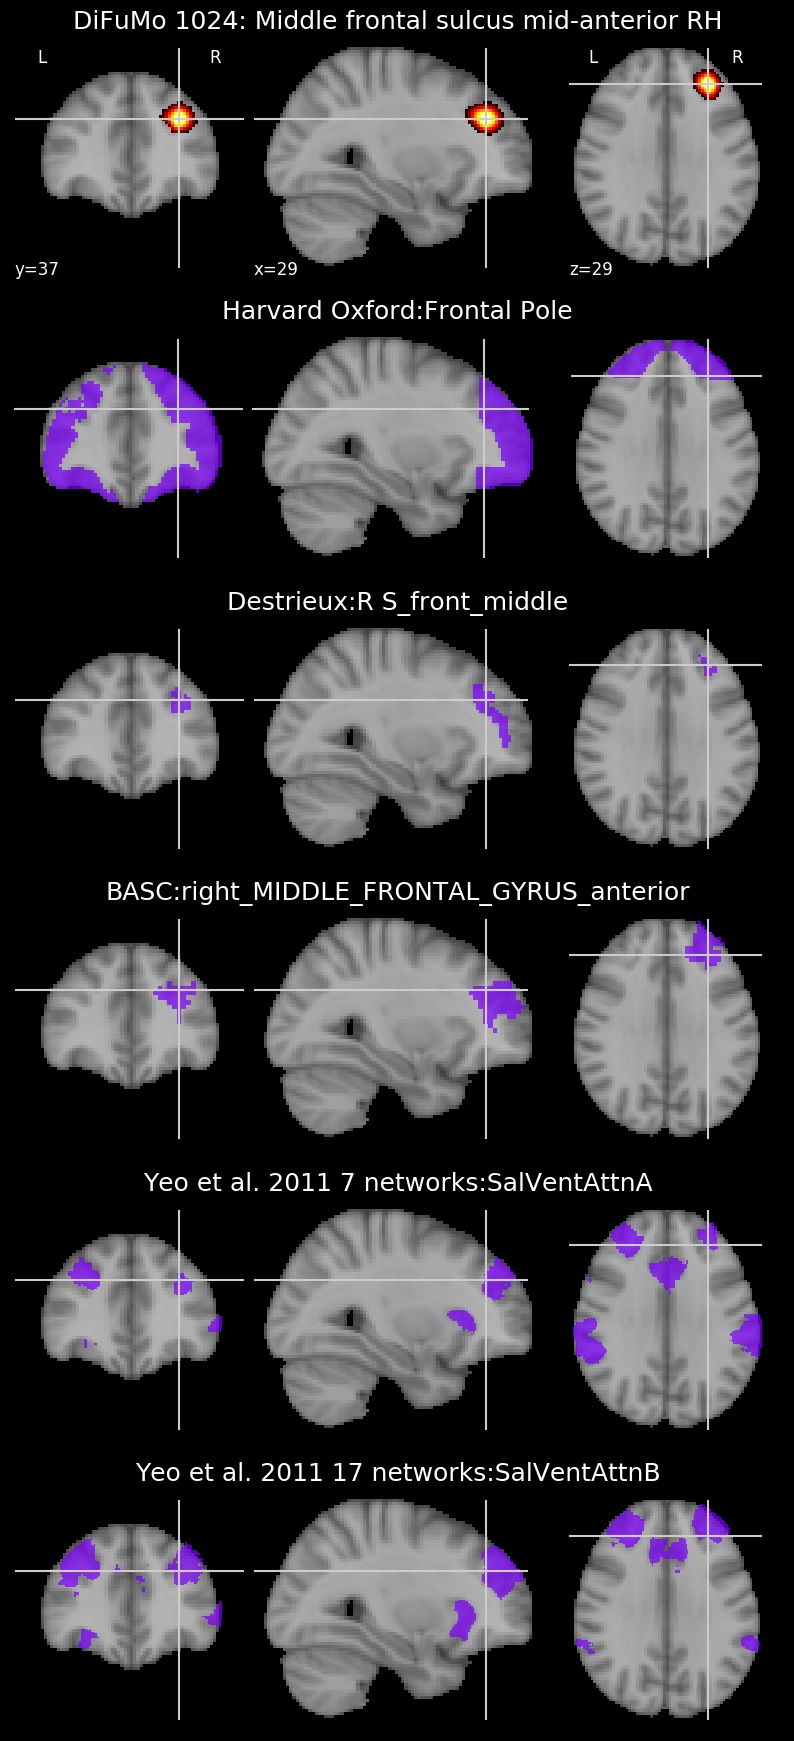 DiFuMo 1024: Middle frontal sulcus mid-anterior RH
L R L R
y=37 x=29 z=29
Harvard Oxford:Frontal Pole
Destrieux:R S_front_middle
BASC:right_MIDDLE_FRONTAL_GYRUS_anterior
Yeo et al. 2011 7 networks:SalVentAttnA
Yeo et al. 2011 17 networks:SalVentAttnB